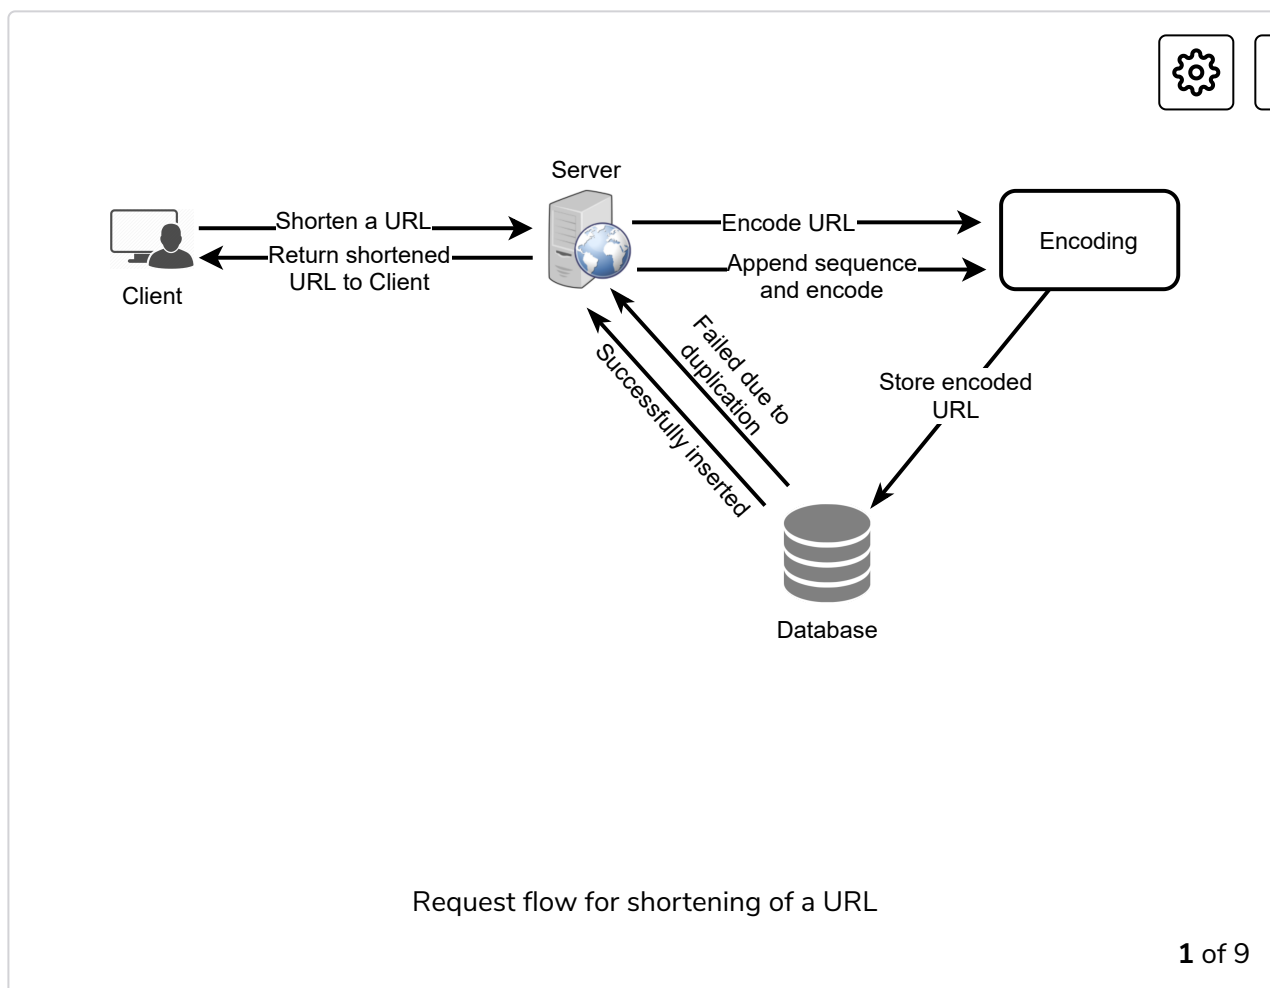 Server
Shorten a URL
Return shortened
URL to Client
Client
Encode URL
Append sequence
and encode
Encoding
Failed due to
duplication
Successfully inserted
Store encoded
URL
Database
Request flow for shortening of a URL
1 of 9